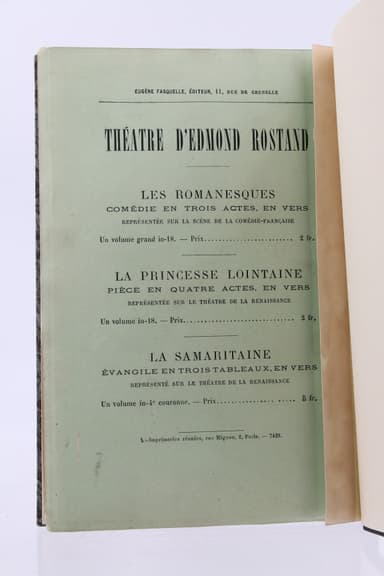 EUGÈNE FASQUELLE, ÉDITEUR, 11, RUE DE GRENELLE
THÉATRE D'EDMOND ROSTAND
LES ROMANESQUES
COMÉDIE EN TROIS ACTES, EN VERS
REPRÉSENTÉE SUR LA SCÈNE DE LA COMÉDIE-FRANÇAISE
Un volume grand in-18. — Prix........................ 2 fr.
LA PRINCESSE LOINTAINE
PIÈCE EN QUATRE ACTES, EN VERS
REPRÉSENTÉE SUR LE THÉATRE DE LA RENAISSANCE
Un volume in-18. — Prix.............................. 2 fr.
LA SAMARITAINE
ÉVANGILE EN TROIS TABLEAUX, EN VERS
REPRÉSENTÉ SUR LE THÉATRE DE LA RENAISSANCE
Un volume in-4° couronne. — Prix.................... 5 fr.
-Imprimeries réunies, rue Mignon, 2, Paris. — 7429.